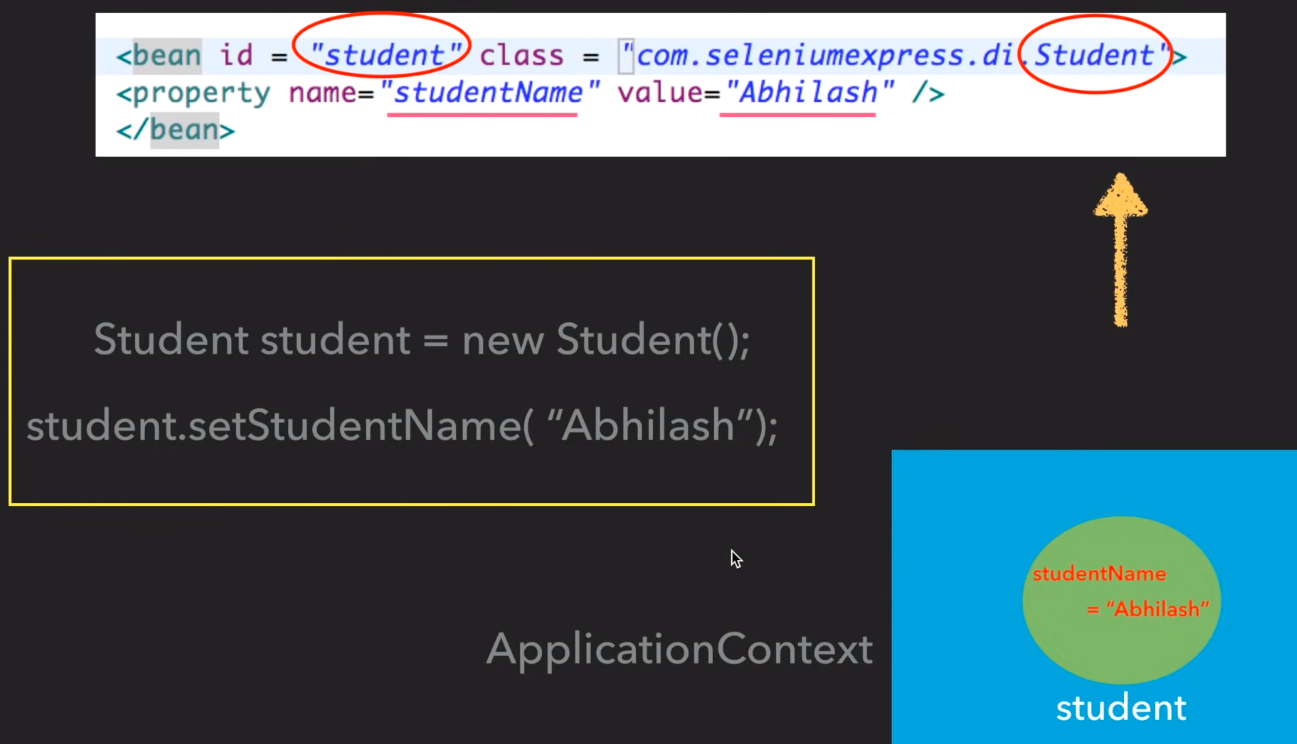 <bean id = "student" class = "com.seleniumexpress.di.Student">
<property name="studentName" value="Abhilash" />
</bean>
Student student = new Student();
student.setStudentName( “Abhilash”);
studentName
= “Abhilash”
ApplicationContext
student